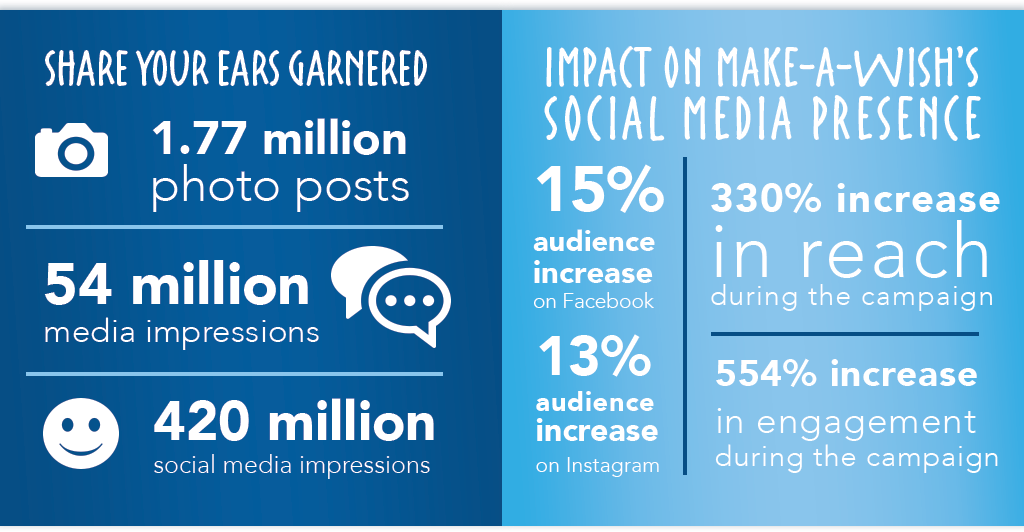 SHARE YOUR EARS GARNERED
1.77 million
photo posts
54 million
media impressions
420 million
social media impressions
IMPACT ON MAKE-A-WISH'S
SOCIAL MEDIA PRESENCE
15%
audience
increase
on Facebook
13%
audience
increase
on Instagram
330% increase
in reach
during the campaign
554% increase
in engagement
during the campaign